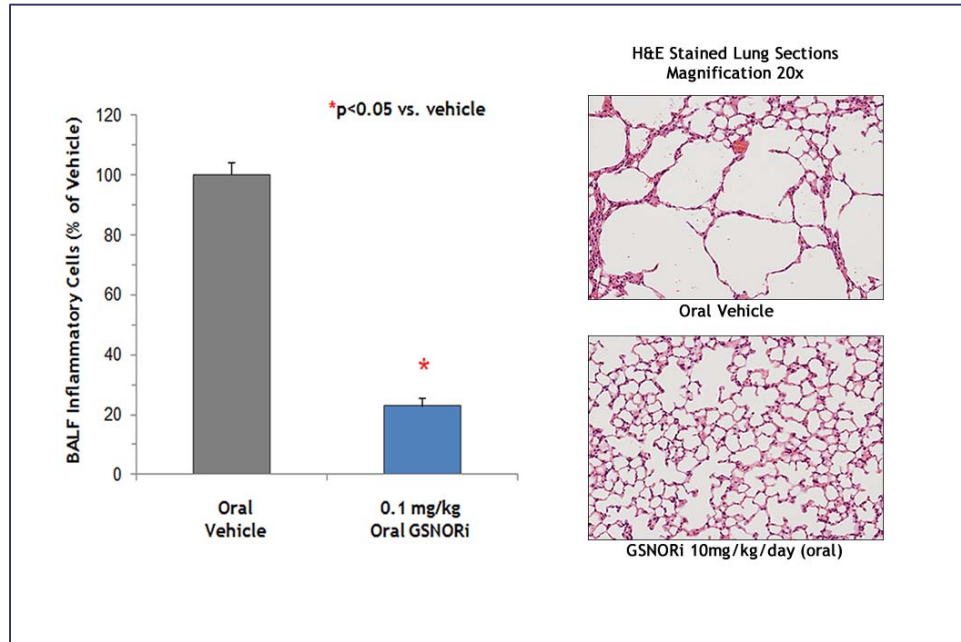 *p<0.05 vs. vehicle
BALF Inflammatory Cells (% of Vehicle)
120
100
80
60
40
20
0
*
Oral
Vehicle
0.1 mg/kg
Oral GSNORi
H&E Stained Lung Sections
Magnification 20x
Oral Vehicle
GSNORi 10mg/kg/day (oral)